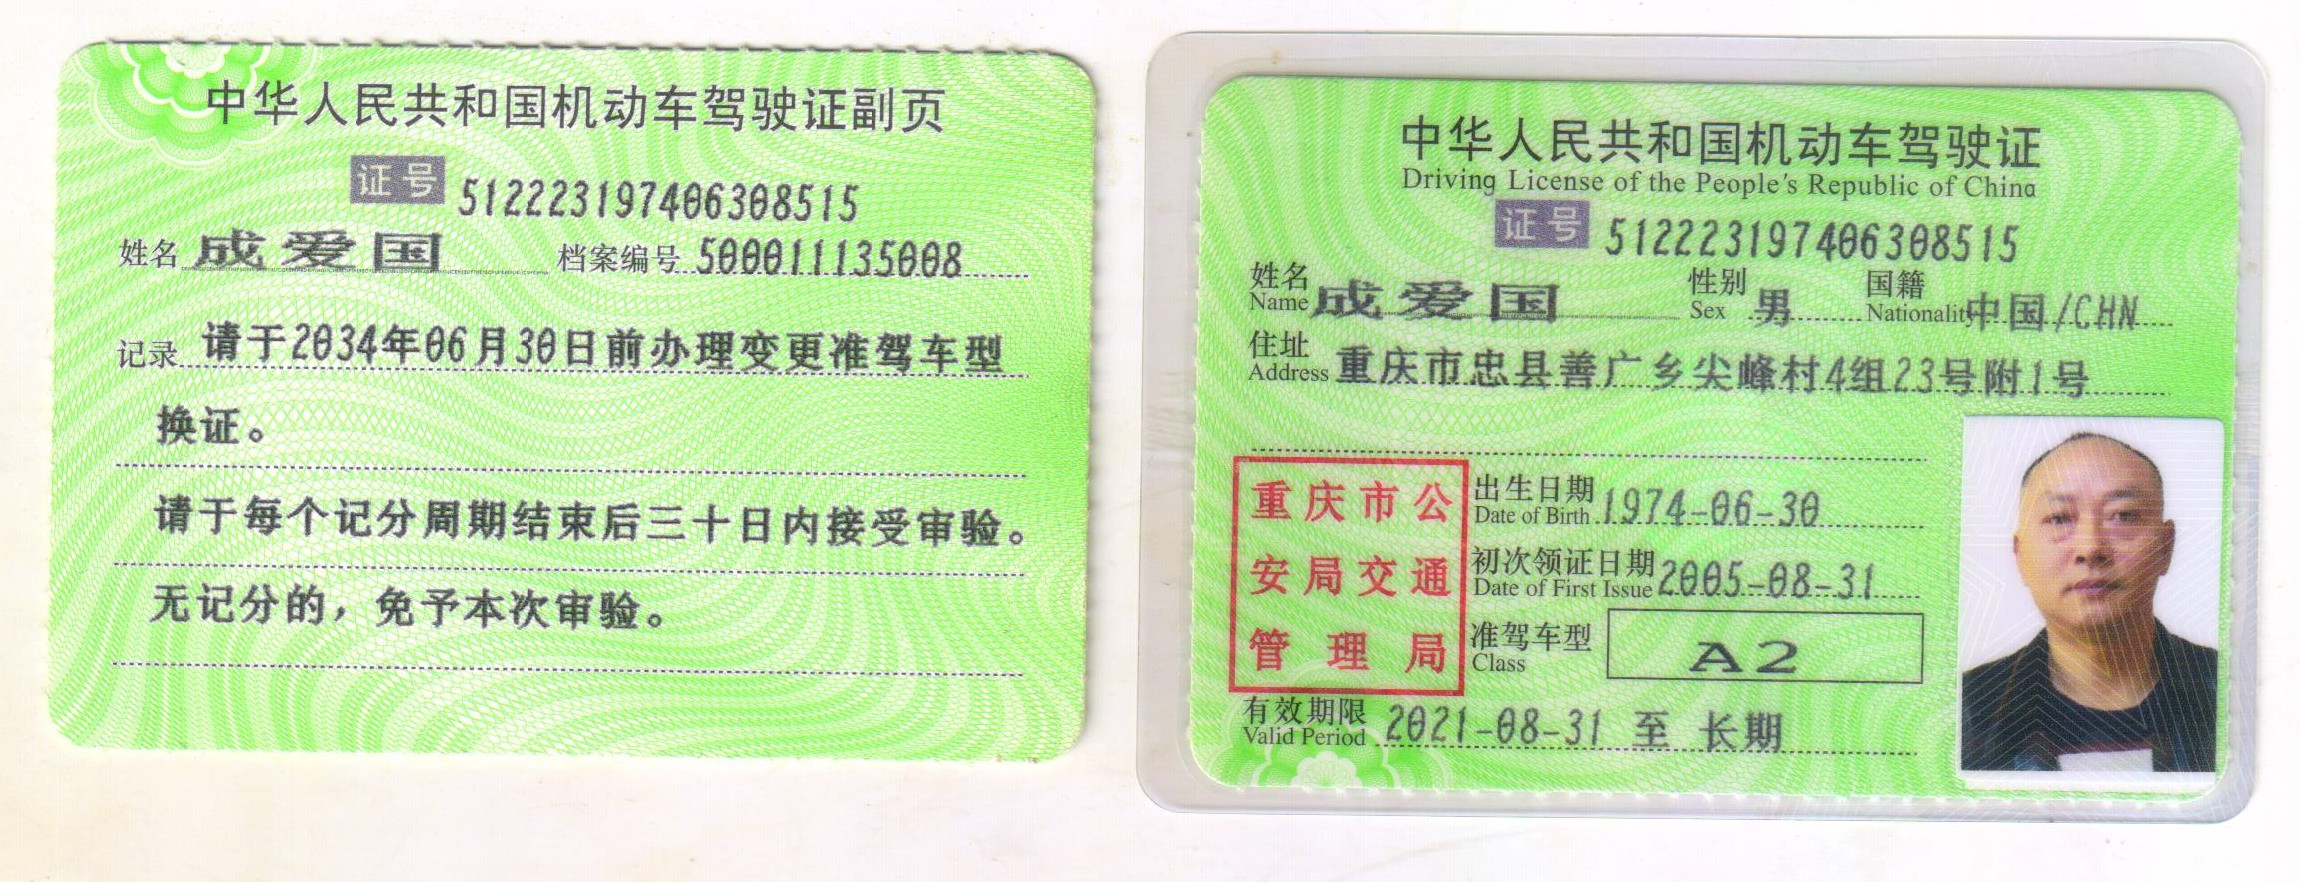 中华人民共和国机动车驾驶证副页
证号 512223197406308515
姓名 成爱国 档案编号 500011135008
记录 请于2034年06月30日前办理变更准驾车型
换证。
请于每个记分周期结束后三十日内接受审验。
无记分的，免予本次审验。
中华人民共和国机动车驾驶证
Driving License of the People's Republic of China
证号 512223197406308515
姓名 成爱国 性别 男 国籍 中国/CHN
Name Sex Nationality
住址 重庆市忠县善广乡尖峰村4组23号附1号
Address
重庆市公
安局交通
管理局
出生日期 1974-06-30
Date of Birth
初次领证日期 2005-08-31
Date of First Issue
准驾车型 A2
Class
有效期限 2021-08-31 至 长期
Valid Period